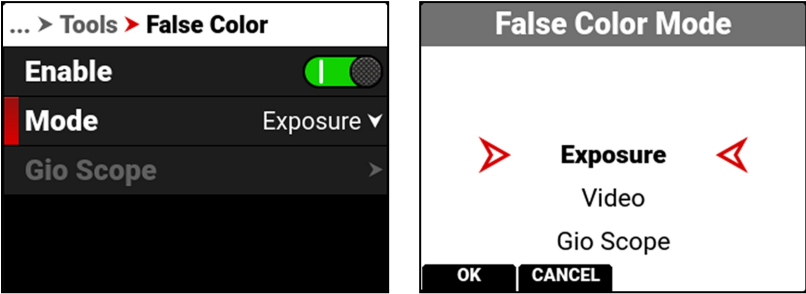 ... > Tools > False Color
Enable
Mode Exposure
Gio Scope >
False Color Mode
Exposure
Video
Gio Scope
OK CANCEL